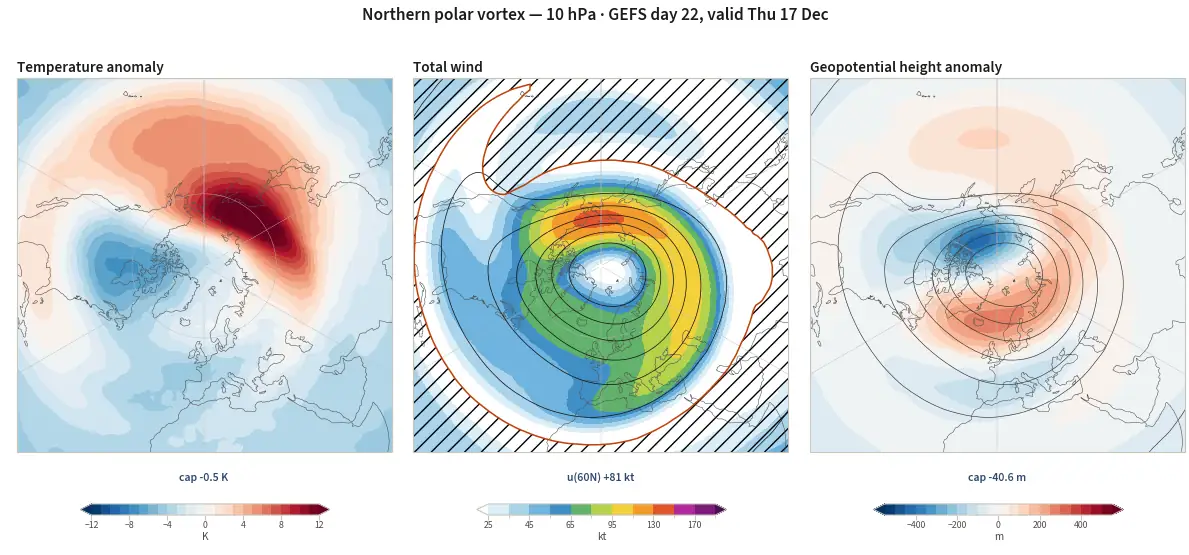 Northern polar vortex — 10 hPa · GEFS day 22, valid Thu 17 Dec
Temperature anomaly
Total wind
Geopotential height anomaly
cap -0.5 K
u(60N) +81 kt
cap -40.6 m
−12 −8 −4 0 4 8 12
K
25 45 65 95 130 170
kt
−400 −200 0 200 400
m